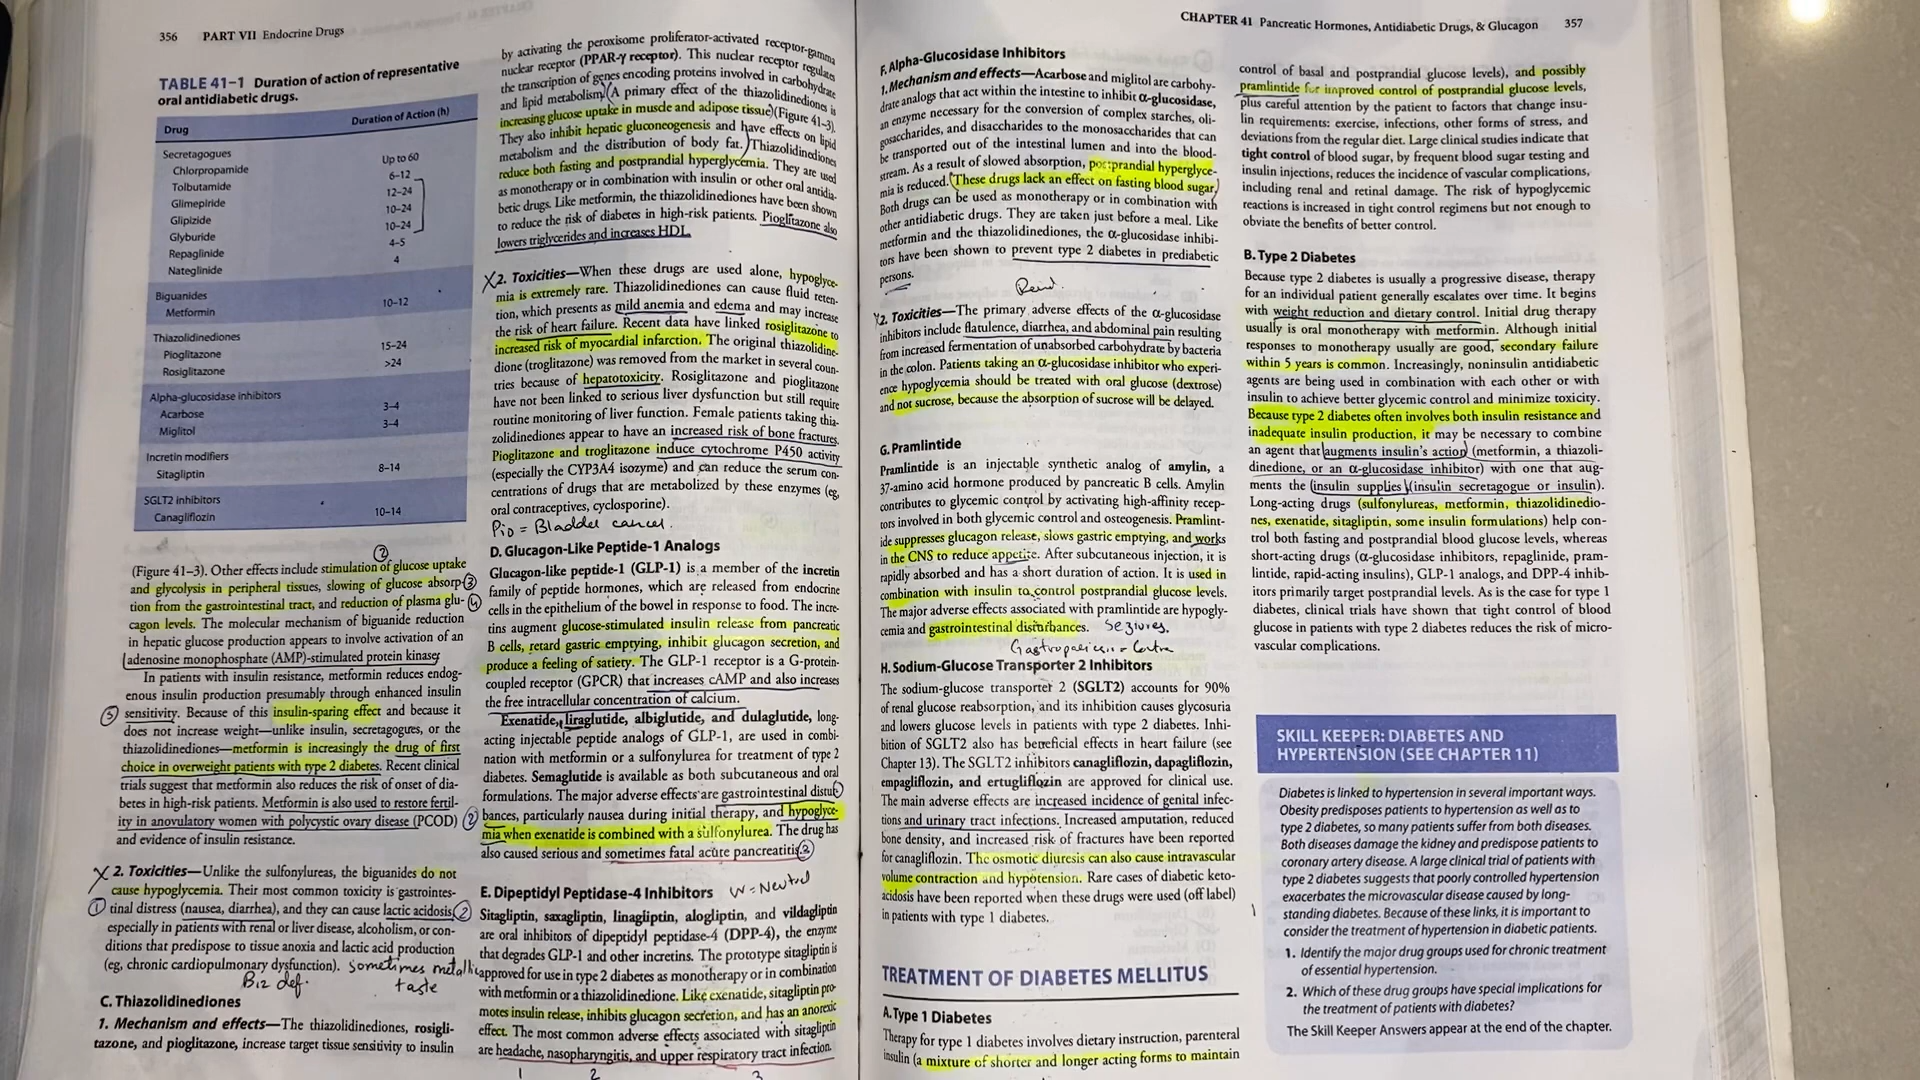 356 PART VII Endocrine Drugs
TABLE 41–1 Duration of action of representative
oral antidiabetic drugs.
Drug Duration of Action (h)
Secretagogues
Chlorpropamide Up to 60
Tolbutamide 6–12
Glimepiride 12–24
Glipizide 10–24
Glyburide 10–24
Repaglinide 4–5
Nateglinide 4
Biguanides
Metformin 10–12
Thiazolidinediones
Pioglitazone 15–24
Rosiglitazone >24
Alpha-glucosidase inhibitors
Acarbose 3–4
Miglitol 3–4
Incretin modifiers
Sitagliptin 8–14
SGLT2 inhibitors
Canagliflozin 10–14
(Figure 41–3). Other effects include stimulation of glucose uptake
and glycolysis in peripheral tissues, slowing of glucose absorp-
tion from the gastrointestinal tract, and reduction of plasma glu-
cagon levels. The molecular mechanism of biguanide reduction
in hepatic glucose production appears to involve activation of an
adenosine monophosphate (AMP)-stimulated protein kinase.
In patients with insulin resistance, metformin reduces endog-
enous insulin production presumably through enhanced insulin
sensitivity. Because of this insulin-sparing effect and because it
does not increase weight—unlike insulin, secretagogues, or the
thiazolidinediones—metformin is increasingly the drug of first
choice in overweight patients with type 2 diabetes. Recent clinical
trials suggest that metformin also reduces the risk of onset of dia-
betes in high-risk patients. Metformin is also used to restore fertil-
ity in anovulatory women with polycystic ovary disease (PCOD)
and evidence of insulin resistance.
2. Toxicities—Unlike the sulfonylureas, the biguanides do not
cause hypoglycemia. Their most common toxicity is gastrointes-
tinal distress (nausea, diarrhea), and they can cause lactic acidosis,
especially in patients with renal or liver disease, alcoholism, or con-
ditions that predispose to tissue anoxia and lactic acid production
(eg, chronic cardiopulmonary dysfunction). sometimes metallic
B12 def. taste
C. Thiazolidinediones
1. Mechanism and effects—The thiazolidinediones, rosigli-
tazone, and pioglitazone, increase target tissue sensitivity to insulin
by activating the peroxisome proliferator-activated receptor-gamma
nuclear receptor (PPAR-γ receptor). This nuclear receptor regulates
the transcription of genes encoding proteins involved in carbohydrate
and lipid metabolism. A primary effect of the thiazolidinediones is
increasing glucose uptake in muscle and adipose tissue (Figure 41–3).
They also inhibit hepatic gluconeogenesis and have effects on lipid
metabolism and the distribution of body fat. Thiazolidinediones
reduce both fasting and postprandial hyperglycemia. They are used
as monotherapy or in combination with insulin or other oral antidia-
betic drugs. Like metformin, the thiazolidinediones have been shown
to reduce the risk of diabetes in high-risk patients. Pioglitazone also
lowers triglycerides and increases HDL.
2. Toxicities—When these drugs are used alone, hypoglyce-
mia is extremely rare. Thiazolidinediones can cause fluid reten-
tion, which presents as mild anemia and edema and may increase
the risk of heart failure. Recent data have linked rosiglitazone to
increased risk of myocardial infarction. The original thiazolidine-
dione (troglitazone) was removed from the market in several coun-
tries because of hepatotoxicity. Rosiglitazone and pioglitazone
have not been linked to serious liver dysfunction but still require
routine monitoring of liver function. Female patients taking thia-
zolidinediones appear to have an increased risk of bone fractures.
Pioglitazone and troglitazone induce cytochrome P450 activity
(especially the CYP3A4 isozyme) and can reduce the serum con-
centrations of drugs that are metabolized by these enzymes (eg,
oral contraceptives, cyclosporine).
Pio = Bladder cancer.
D. Glucagon-Like Peptide-1 Analogs
Glucagon-like peptide-1 (GLP-1) is a member of the incretin
family of peptide hormones, which are released from endocrine
cells in the epithelium of the bowel in response to food. The incre-
tins augment glucose-stimulated insulin release from pancreatic
B cells, retard gastric emptying, inhibit glucagon secretion, and
produce a feeling of satiety. The GLP-1 receptor is a G-protein-
coupled receptor (GPCR) that increases cAMP and also increases
the free intracellular concentration of calcium.
Exenatide, liraglutide, albiglutide, and dulaglutide, long-
acting injectable peptide analogs of GLP-1, are used in combi-
nation with metformin or a sulfonylurea for treatment of type 2
diabetes. Semaglutide is available as both subcutaneous and oral
formulations. The major adverse effects are gastrointestinal distur-
bances, particularly nausea during initial therapy, and hypoglyce-
mia when exenatide is combined with a sulfonylurea. The drug has
also caused serious and sometimes fatal acute pancreatitis.
E. Dipeptidyl Peptidase-4 Inhibitors W = Neutral
Sitagliptin, saxagliptin, linagliptin, alogliptin, and vildagliptin
are oral inhibitors of dipeptidyl peptidase-4 (DPP-4), the enzyme
that degrades GLP-1 and other incretins. The prototype sitagliptin is
approved for use in type 2 diabetes as monotherapy or in combination
with metformin or a thiazolidinedione. Like exenatide, sitagliptin pro-
motes insulin release, inhibits glucagon secretion, and has an anorexic
effect. The most common adverse effects associated with sitagliptin
are headache, nasopharyngitis, and upper respiratory tract infection.
1 2 3
CHAPTER 41 Pancreatic Hormones, Antidiabetic Drugs, & Glucagon 357
F. Alpha-Glucosidase Inhibitors
1. Mechanism and effects—Acarbose and miglitol are carbohy-
drate analogs that act within the intestine to inhibit α-glucosidase,
an enzyme necessary for the conversion of complex starches, oli-
gosaccharides, and disaccharides to the monosaccharides that can
be transported out of the intestinal lumen and into the blood-
stream. As a result of slowed absorption, postprandial hyperglyce-
mia is reduced. These drugs lack an effect on fasting blood sugar.
Both drugs can be used as monotherapy or in combination with
other antidiabetic drugs. They are taken just before a meal. Like
metformin and the thiazolidinediones, the α-glucosidase inhibi-
tors have been shown to prevent type 2 diabetes in prediabetic
persons.
2. Toxicities—The primary adverse effects of the α-glucosidase
inhibitors include flatulence, diarrhea, and abdominal pain resulting
from increased fermentation of unabsorbed carbohydrate by bacteria
in the colon. Patients taking an α-glucosidase inhibitor who experi-
ence hypoglycemia should be treated with oral glucose (dextrose)
and not sucrose, because the absorption of sucrose will be delayed.
G. Pramlintide
Pramlintide is an injectable synthetic analog of amylin, a
37-amino acid hormone produced by pancreatic B cells. Amylin
contributes to glycemic control by activating high-affinity recep-
tors involved in both glycemic control and osteogenesis. Pramlint-
ide suppresses glucagon release, slows gastric emptying, and works
in the CNS to reduce appetite. After subcutaneous injection, it is
rapidly absorbed and has a short duration of action. It is used in
combination with insulin to control postprandial glucose levels.
The major adverse effects associated with pramlintide are hypogly-
cemia and gastrointestinal disturbances. Seziures.
H. Sodium-Glucose Transporter 2 Inhibitors
The sodium-glucose transporter 2 (SGLT2) accounts for 90%
of renal glucose reabsorption, and its inhibition causes glycosuria
and lowers glucose levels in patients with type 2 diabetes. Inhi-
bition of SGLT2 also has beneficial effects in heart failure (see
Chapter 13). The SGLT2 inhibitors canagliflozin, dapagliflozin,
empagliflozin, and ertugliflozin are approved for clinical use.
The main adverse effects are increased incidence of genital infec-
tions and urinary tract infections. Increased amputation, reduced
bone density, and increased risk of fractures have been reported
for canagliflozin. The osmotic diuresis can also cause intravascular
volume contraction and hypotension. Rare cases of diabetic keto-
acidosis have been reported when these drugs were used (off label)
in patients with type 1 diabetes.
TREATMENT OF DIABETES MELLITUS
A. Type 1 Diabetes
Therapy for type 1 diabetes involves dietary instruction, parenteral
insulin (a mixture of shorter and longer acting forms to maintain
control of basal and postprandial glucose levels), and possibly
pramlintide for improved control of postprandial glucose levels,
plus careful attention by the patient to factors that change insu-
lin requirements: exercise, infections, other forms of stress, and
deviations from the regular diet. Large clinical studies indicate that
tight control of blood sugar, by frequent blood sugar testing and
insulin injections, reduces the incidence of vascular complications,
including renal and retinal damage. The risk of hypoglycemic
reactions is increased in tight control regimens but not enough to
obviate the benefits of better control.
B. Type 2 Diabetes
Because type 2 diabetes is usually a progressive disease, therapy
for an individual patient generally escalates over time. It begins
with weight reduction and dietary control. Initial drug therapy
usually is oral monotherapy with metformin. Although initial
responses to monotherapy usually are good, secondary failure
within 5 years is common. Increasingly, noninsulin antidiabetic
agents are being used in combination with each other or with
insulin to achieve better glycemic control and minimize toxicity.
Because type 2 diabetes often involves both insulin resistance and
inadequate insulin production, it may be necessary to combine
an agent that augments insulin's action (metformin, a thiazoli-
dinedione, or an α-glucosidase inhibitor) with one that aug-
ments the insulin supplies (insulin secretagogue or insulin).
Long-acting drugs (sulfonylureas, metformin, thiazolidinedio-
nes, exenatide, sitagliptin, some insulin formulations) help con-
trol both fasting and postprandial blood glucose levels, whereas
short-acting drugs (α-glucosidase inhibitors, repaglinide, pram-
lintide, rapid-acting insulins), GLP-1 analogs, and DPP-4 inhib-
itors primarily target postprandial levels. As is the case for type 1
diabetes, clinical trials have shown that tight control of blood
glucose in patients with type 2 diabetes reduces the risk of micro-
vascular complications.
SKILL KEEPER: DIABETES AND
HYPERTENSION (SEE CHAPTER 11)
Diabetes is linked to hypertension in several important ways.
Obesity predisposes patients to hypertension as well as to
type 2 diabetes, so many patients suffer from both diseases.
Both diseases damage the kidney and predispose patients to
coronary artery disease. A large clinical trial of patients with
type 2 diabetes suggests that poorly controlled hypertension
exacerbates the microvascular disease caused by long-
standing diabetes. Because of these links, it is important to
consider the treatment of hypertension in diabetic patients.
1. Identify the major drug groups used for chronic treatment
of essential hypertension.
2. Which of these drug groups have special implications for
the treatment of patients with diabetes?
The Skill Keeper Answers appear at the end of the chapter.